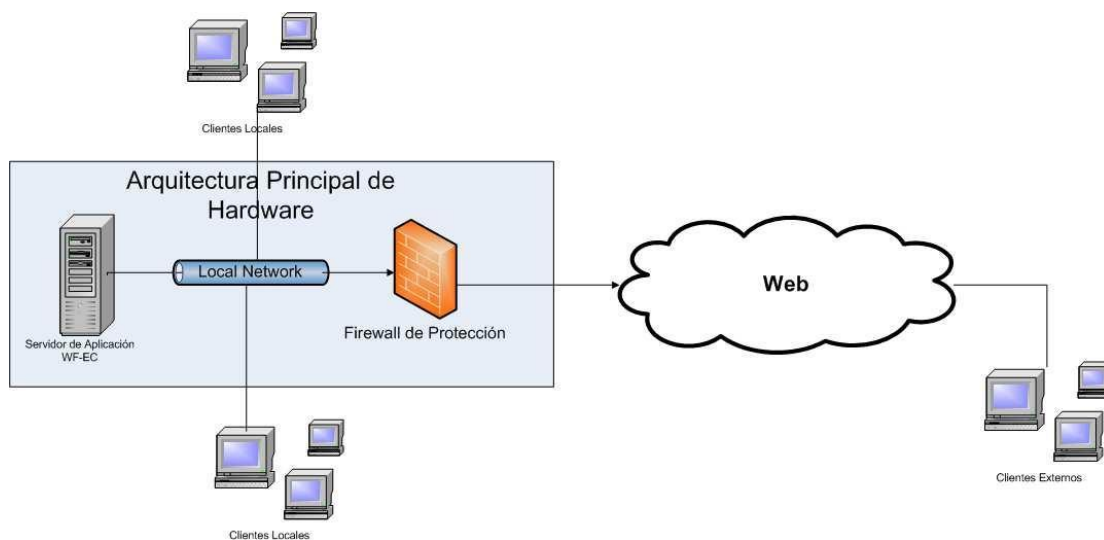 Clientes Locales
Arquitectura Principal de
Hardware
Local Network
Servidor de Aplicación
WF-EC
Firewall de Protección
Web
Clientes Externos
Clientes Locales